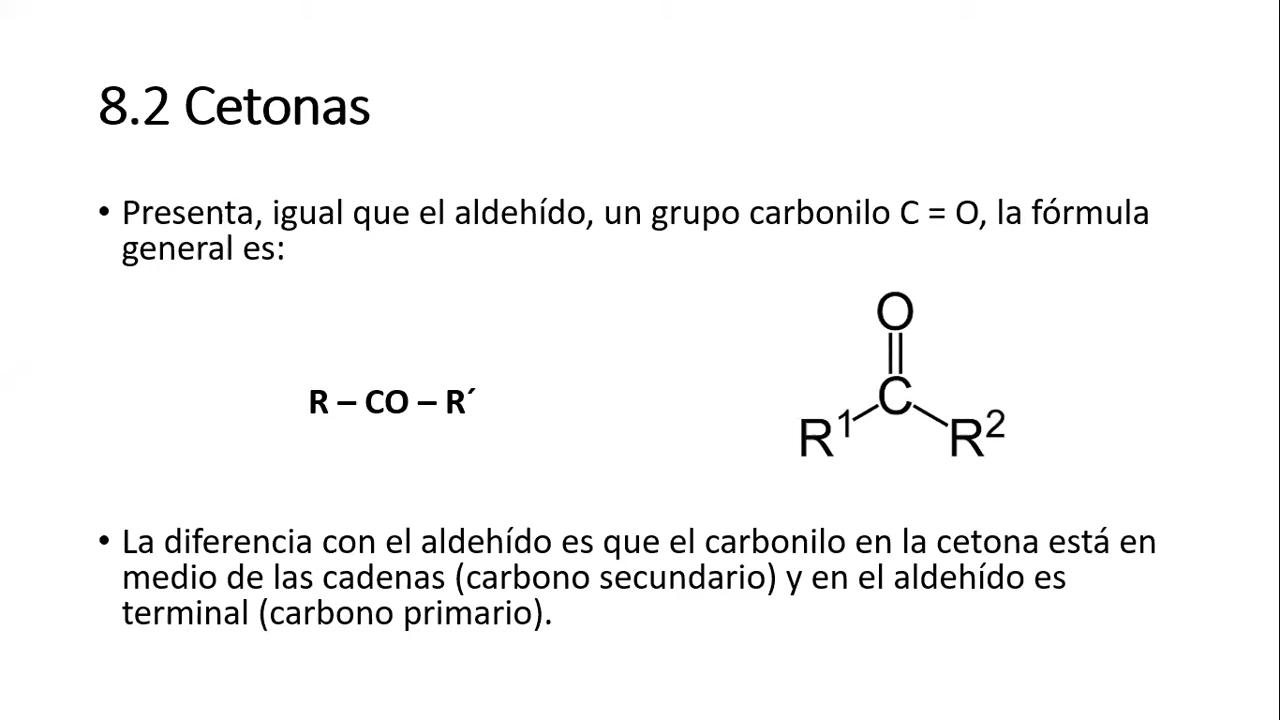 8.2 Cetonas
• Presenta, igual que el aldehído, un grupo carbonilo C = O, la fórmula
general es:
R – CO – R´
O
C
R1 R2
• La diferencia con el aldehído es que el carbonilo en la cetona está en
medio de las cadenas (carbono secundario) y en el aldehído es
terminal (carbono primario).